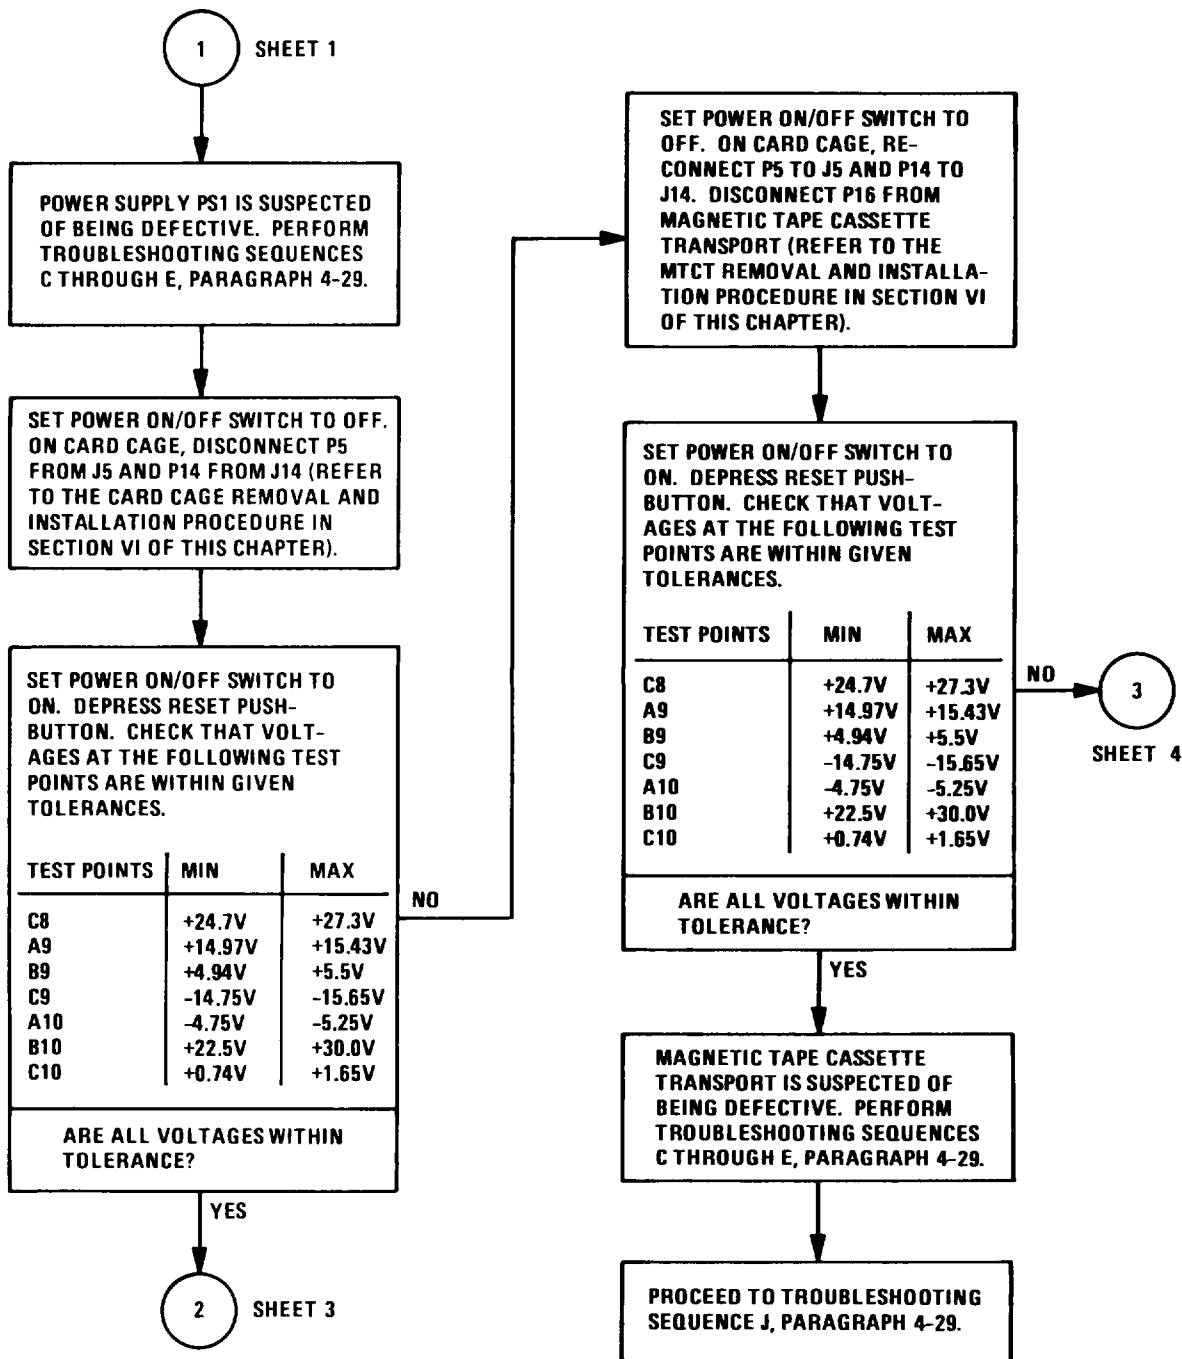 1 SHEET 1
POWER SUPPLY PS1 IS SUSPECTED
OF BEING DEFECTIVE. PERFORM
TROUBLESHOOTING SEQUENCES
C THROUGH E, PARAGRAPH 4-29.
SET POWER ON/OFF SWITCH TO OFF.
ON CARD CAGE, DISCONNECT P5
FROM J5 AND P14 FROM J14 (REFER
TO THE CARD CAGE REMOVAL AND
INSTALLATION PROCEDURE IN
SECTION VI OF THIS CHAPTER).
SET POWER ON/OFF SWITCH TO
ON. DEPRESS RESET PUSH-
BUTTON. CHECK THAT VOLT-
AGES AT THE FOLLOWING TEST
POINTS ARE WITHIN GIVEN
TOLERANCES.
TEST POINTS MIN MAX
C8 +24.7V +27.3V
A9 +14.97V +15.43V
B9 +4.94V +5.5V
C9 -14.75V -15.65V
A10 -4.75V -5.25V
B10 +22.5V +30.0V
C10 +0.74V +1.65V
ARE ALL VOLTAGES WITHIN
TOLERANCE?
NO
YES
2 SHEET 3
SET POWER ON/OFF SWITCH TO
OFF. ON CARD CAGE, RE-
CONNECT P5 TO J5 AND P14 TO
J14. DISCONNECT P16 FROM
MAGNETIC TAPE CASSETTE
TRANSPORT (REFER TO THE
MTCT REMOVAL AND INSTALLA-
TION PROCEDURE IN SECTION VI
OF THIS CHAPTER).
SET POWER ON/OFF SWITCH TO
ON. DEPRESS RESET PUSH-
BUTTON. CHECK THAT VOLT-
AGES AT THE FOLLOWING TEST
POINTS ARE WITHIN GIVEN
TOLERANCES.
TEST POINTS MIN MAX
C8 +24.7V +27.3V
A9 +14.97V +15.43V
B9 +4.94V +5.5V
C9 -14.75V -15.65V
A10 -4.75V -5.25V
B10 +22.5V +30.0V
C10 +0.74V +1.65V
ARE ALL VOLTAGES WITHIN
TOLERANCE?
NO
3
SHEET 4
YES
MAGNETIC TAPE CASSETTE
TRANSPORT IS SUSPECTED OF
BEING DEFECTIVE. PERFORM
TROUBLESHOOTING SEQUENCES
C THROUGH E, PARAGRAPH 4-29.
PROCEED TO TROUBLESHOOTING
SEQUENCE J, PARAGRAPH 4-29.